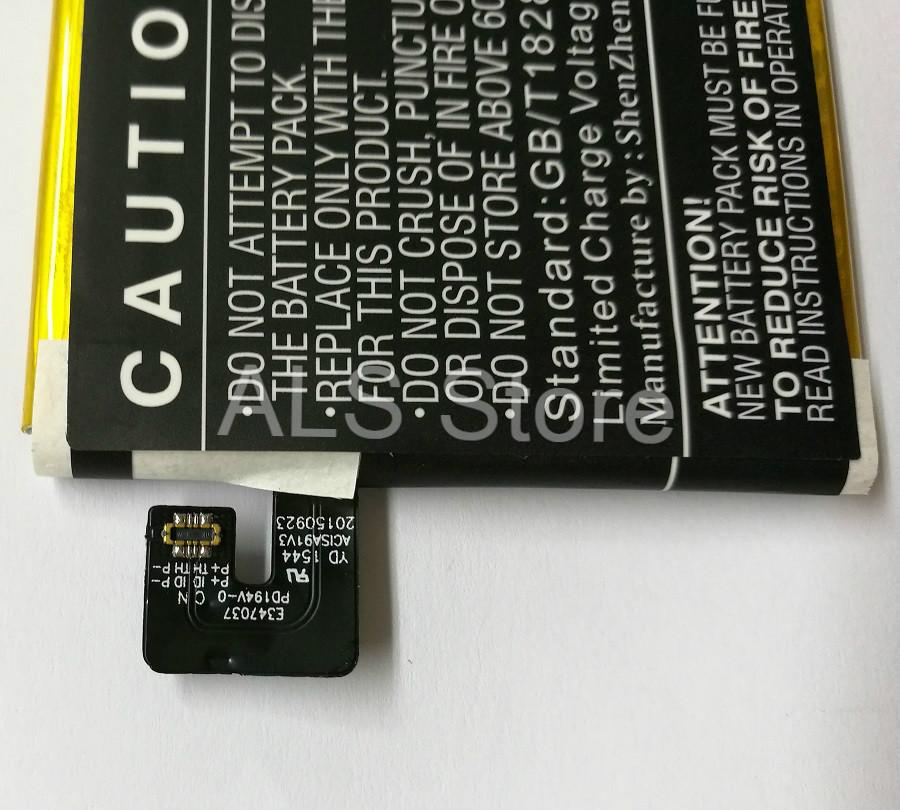 CAUTIO
•DO NOT ATTEMPT TO DIS
THE BATTERY PACK.
•REPLACE ONLY WITH THE
FOR THIS PRODUCT.
•DO NOT CRUSH, PUNCTU
OR DISPOSE OF IN FIRE O
•DO NOT STORE ABOVE 60
Standard:GB/T1828
Limited Charge Voltag
Manufacture by:ShenZhen
ATTENTION!
NEW BATTERY PACK MUST BE FU
TO REDUCE RISK OF FIRE
READ INSTRUCTIONS IN OPERAT
ALS Store
E347037
PD194V-0
YD 1544
ACISA91V3
20150923
C N
P+ ID ID P-
P+ TH TH P-